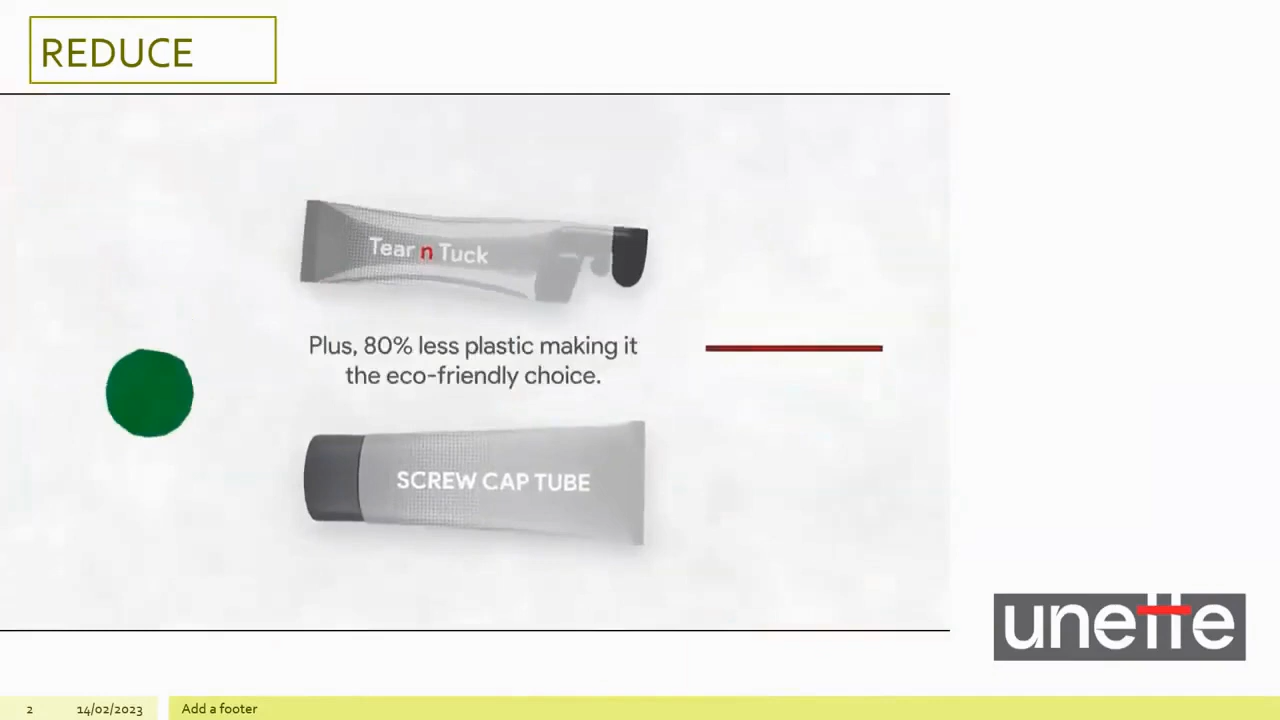 REDUCE
Tear n Tuck
Plus, 80% less plastic making it
the eco-friendly choice.
SCREW CAP TUBE
unette
2 14/02/2023 Add a footer